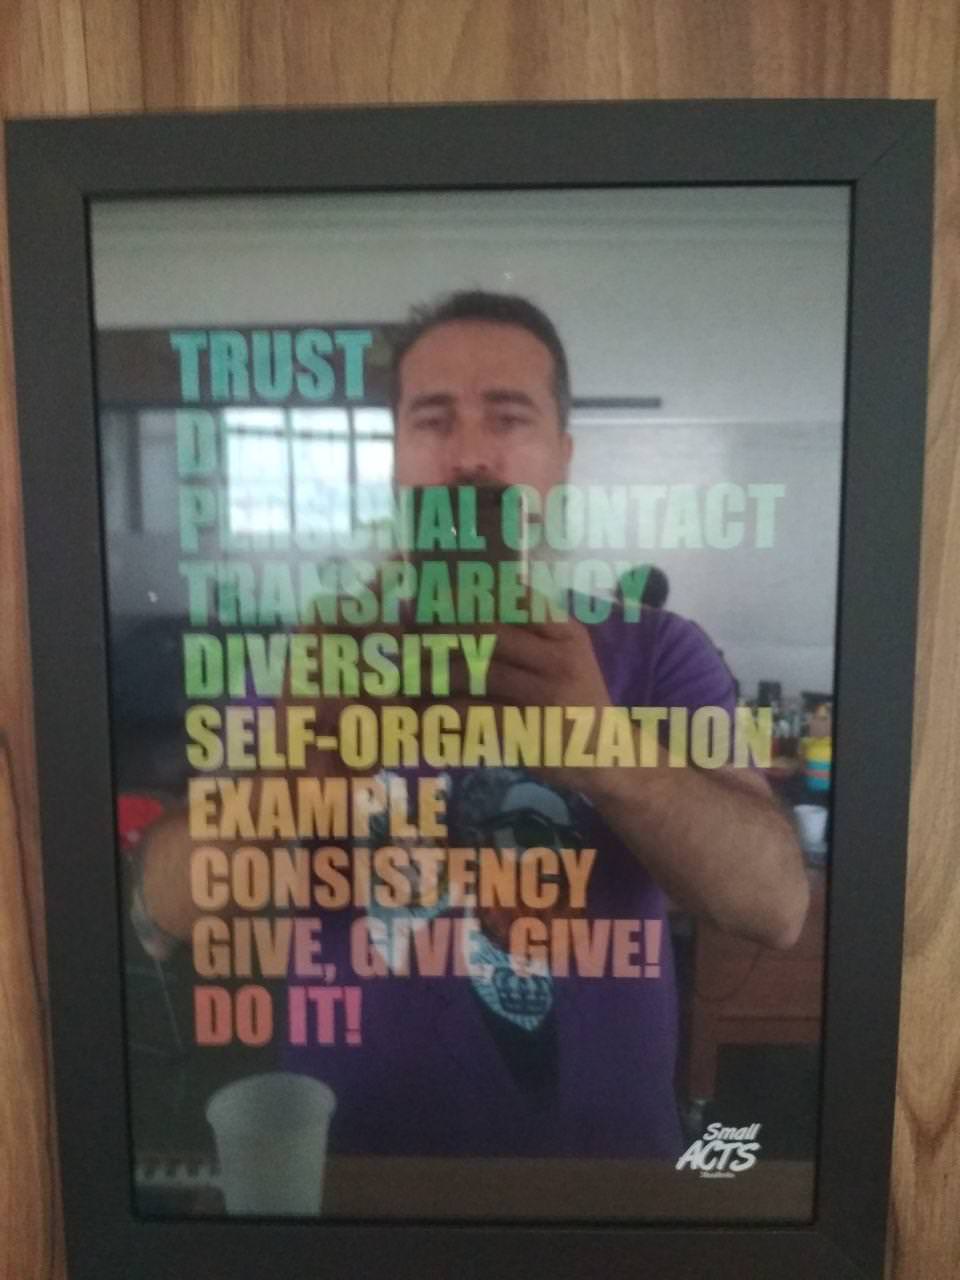 TRUST
PERSONAL CONTACT
TRANSPARENCY
DIVERSITY
SELF-ORGANIZATION
EXAMPLE
CONSISTENCY
GIVE, GIVE, GIVE!
DO IT!
Small
ACTS